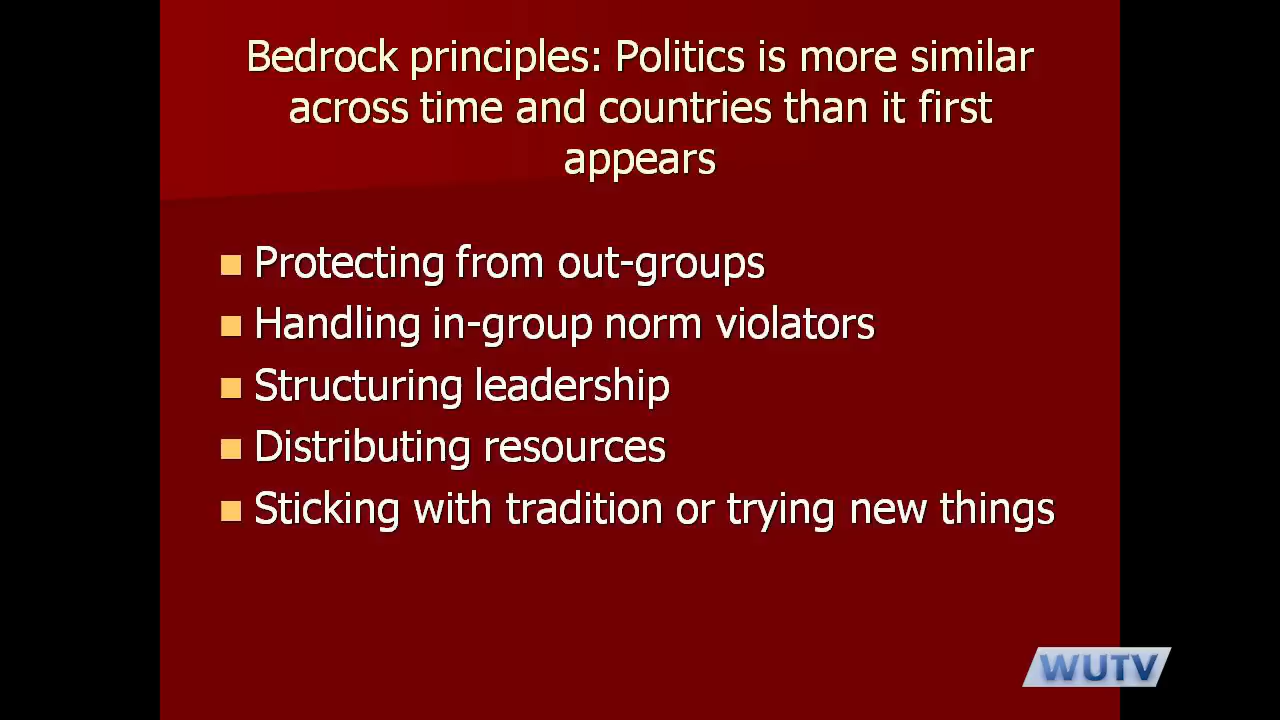 Bedrock principles: Politics is more similar
across time and countries than it first
appears
Protecting from out-groups
Handling in-group norm violators
Structuring leadership
Distributing resources
Sticking with tradition or trying new things
WUTV